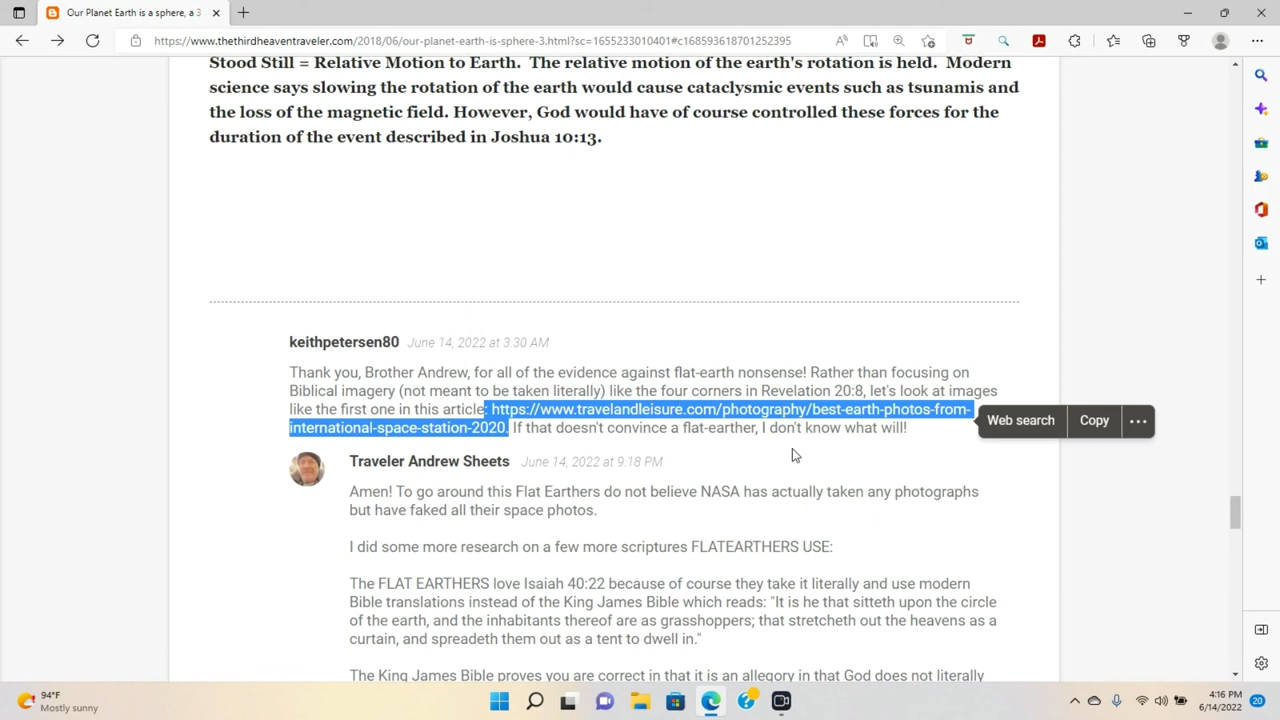 Our Planet Earth is a sphere, a 3
https://www.thethirdheaventraveler.com/2018/06/our-planet-earth-is-sphere-3.html?sc=1655233010401#c168593618701252395
Stood Still = Relative Motion to Earth. The relative motion of the earth's rotation is held. Modern
science says slowing the rotation of the earth would cause cataclysmic events such as tsunamis and
the loss of the magnetic field. However, God would have of course controlled these forces for the
duration of the event described in Joshua 10:13.
keithpetersen80 June 14, 2022 at 3:30 AM
Thank you, Brother Andrew, for all of the evidence against flat-earth nonsense! Rather than focusing on
Biblical imagery (not meant to be taken literally) like the four corners in Revelation 20:8, let's look at images
like the first one in this article: https://www.travelandleisure.com/photography/best-earth-photos-from-
international-space-station-2020. If that doesn't convince a flat-earther, I don't know what will!
Web search Copy
Traveler Andrew Sheets June 14, 2022 at 9:18 PM
Amen! To go around this Flat Earthers do not believe NASA has actually taken any photographs
but have faked all their space photos.
I did some more research on a few more scriptures FLATEARTHERS USE:
The FLAT EARTHERS love Isaiah 40:22 because of course they take it literally and use modern
Bible translations instead of the King James Bible which reads: "It is he that sitteth upon the circle
of the earth, and the inhabitants thereof are as grasshoppers; that stretcheth out the heavens as a
curtain, and spreadeth them out as a tent to dwell in."
The King James Bible proves you are correct in that it is an allegory in that God does not literally
94°F
Mostly sunny
4:16 PM
6/14/2022
20